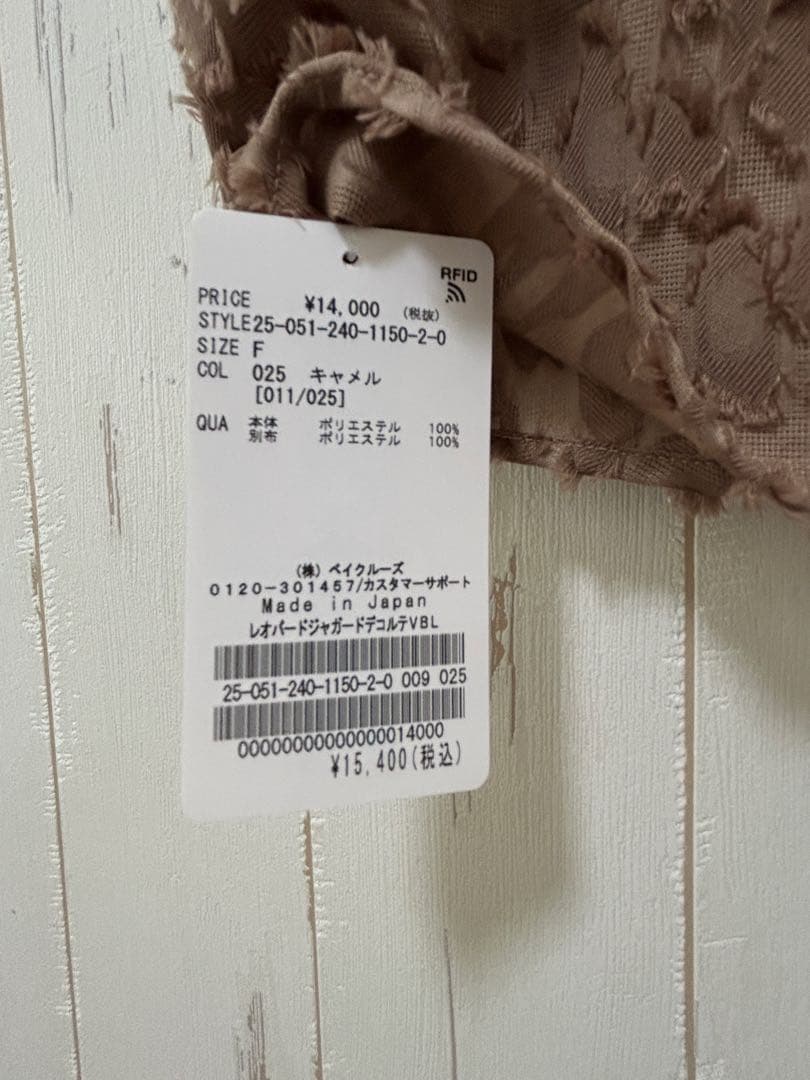 RFID
PRICE ¥14,000 (税抜)
STYLE25-051-240-1150-2-0
SIZE F
COL 025 キャメル
[011/025]
QUA 本体 ポリエステル 100%
別布 ポリエステル 100%
(株) ベイクルーズ
0120-301457/カスタマーサポート
Made in Japan
レオパードジャガードデコルテVBL
25-051-240-1150-2-0 009 025
00000000000000014000
¥15,400(税込)